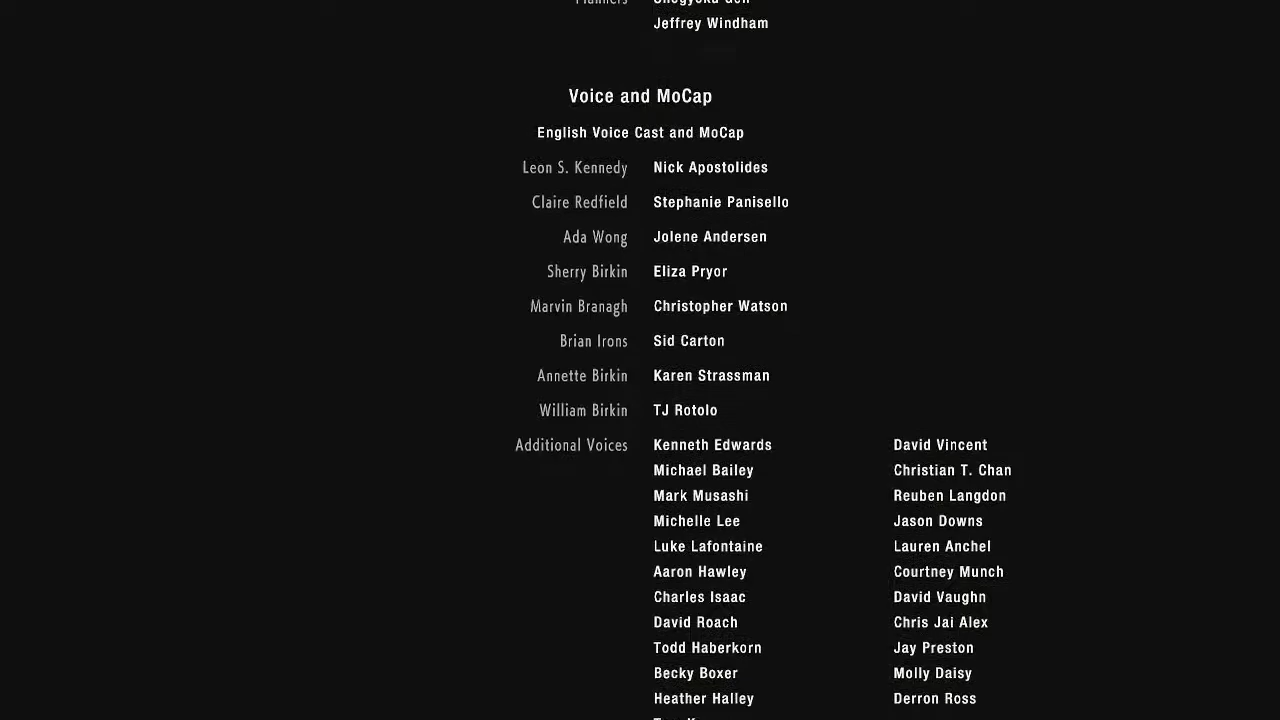 Planners
Jeffrey Windham
Voice and MoCap
English Voice Cast and MoCap
Leon S. Kennedy Nick Apostolides
Claire Redfield Stephanie Panisello
Ada Wong Jolene Andersen
Sherry Birkin Eliza Pryor
Marvin Branagh Christopher Watson
Brian Irons Sid Carton
Annette Birkin Karen Strassman
William Birkin TJ Rotolo
Additional Voices Kenneth Edwards David Vincent
Michael Bailey Christian T. Chan
Mark Musashi Reuben Langdon
Michelle Lee Jason Downs
Luke Lafontaine Lauren Anchel
Aaron Hawley Courtney Munch
Charles Isaac David Vaughn
David Roach Chris Jai Alex
Todd Haberkorn Jay Preston
Becky Boxer Molly Daisy
Heather Halley Derron Ross